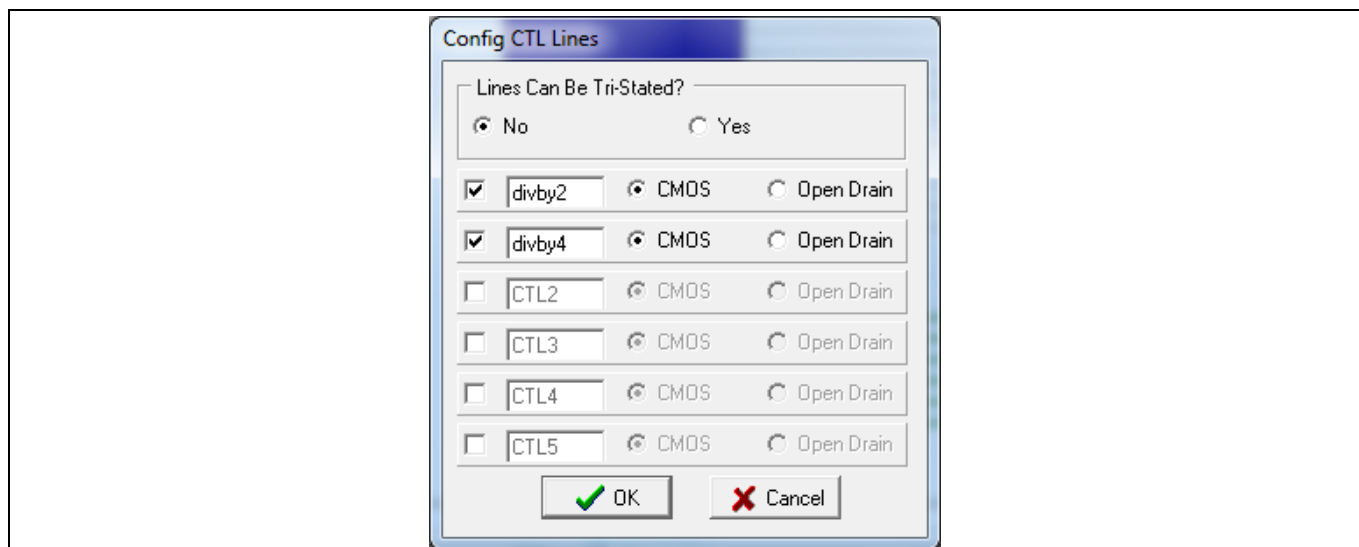 Config CTL Lines
Lines Can Be Tri-Stated?
No Yes
divby2 CMOS Open Drain
divby4 CMOS Open Drain
CTL2 CMOS Open Drain
CTL3 CMOS Open Drain
CTL4 CMOS Open Drain
CTL5 CMOS Open Drain
OK Cancel